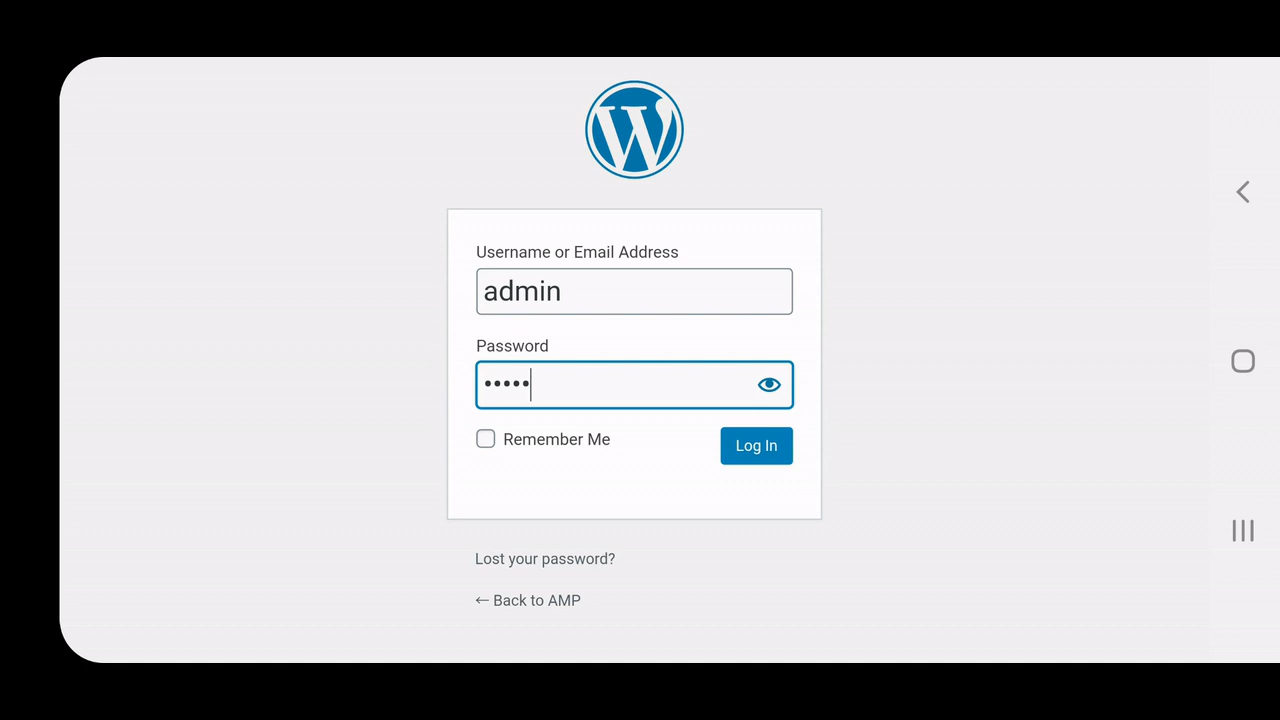 Username or Email Address
admin
Password
•••••
Remember Me
Log In
Lost your password?
← Back to AMP